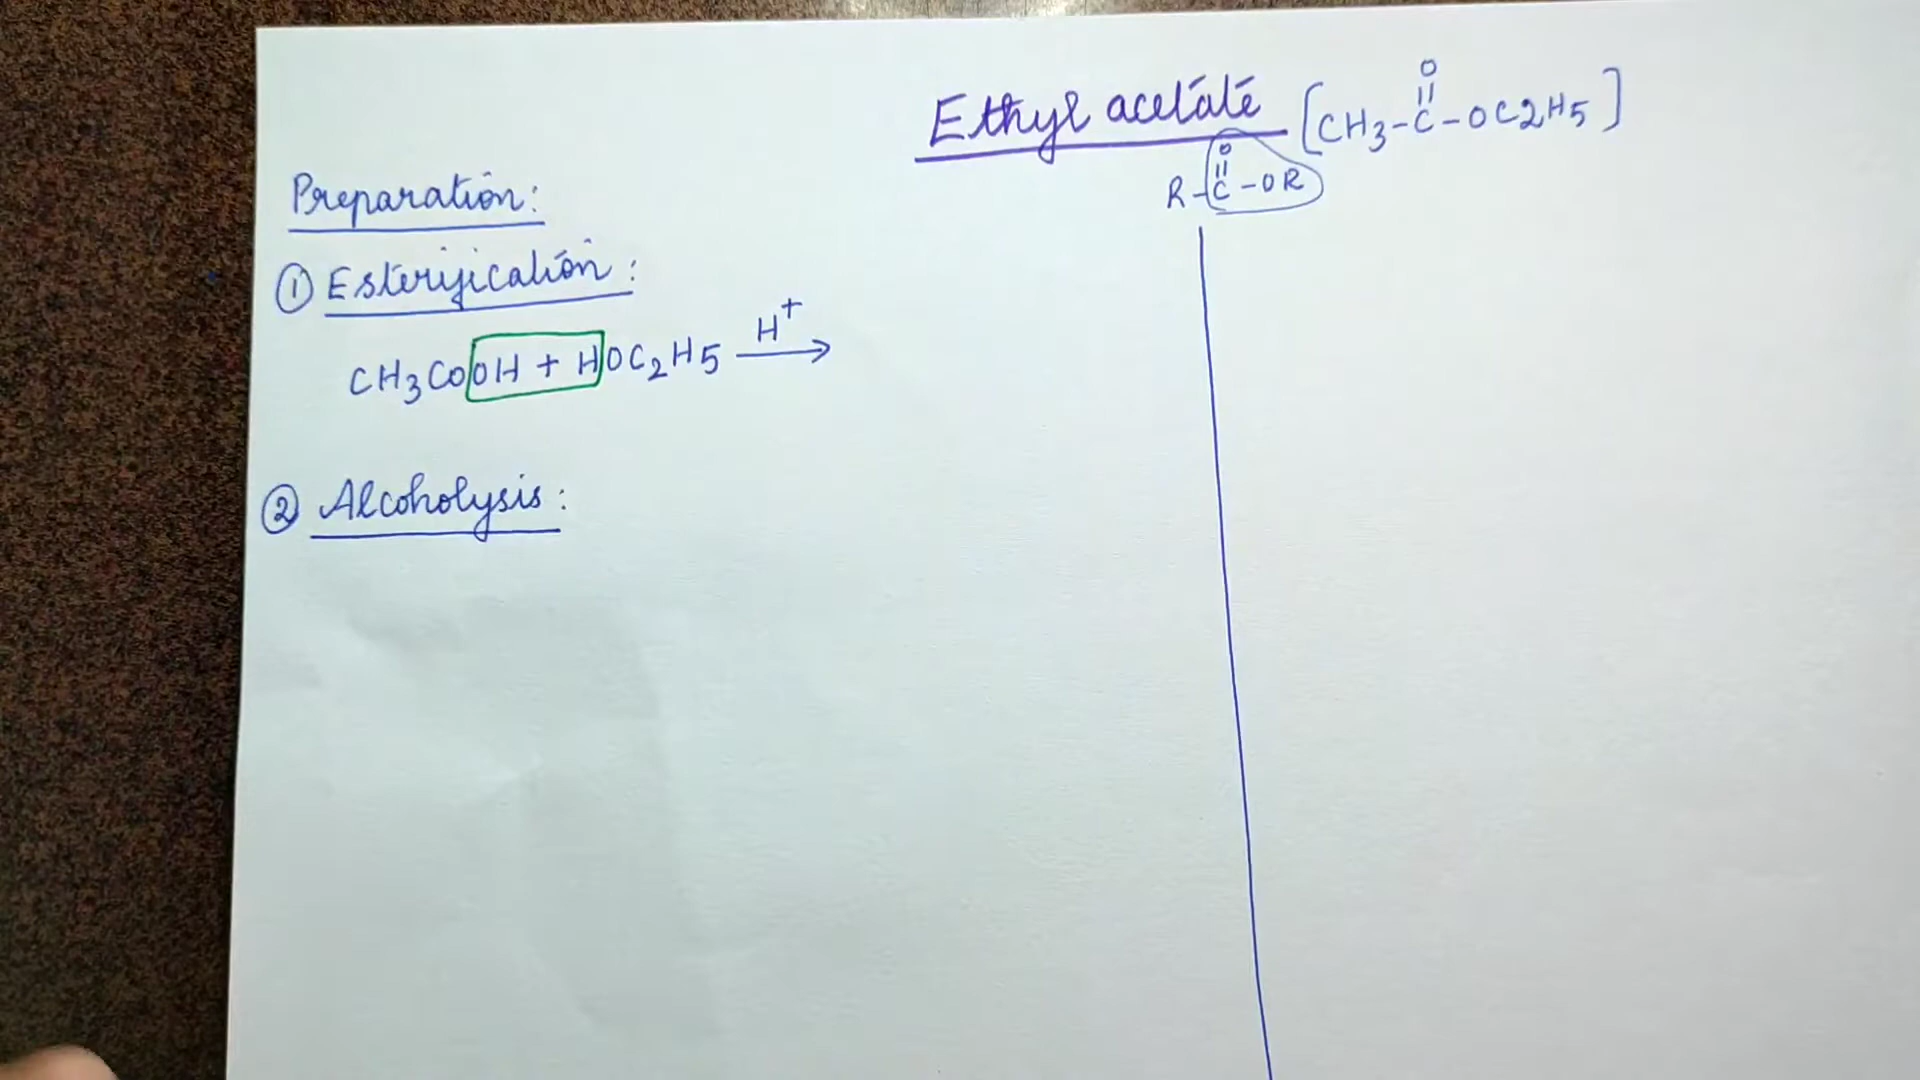 Ethyl acetate [CH3-C-OC2H5]
O
||
R-C-OR
O
||
Preparation:
① Esterification:
CH3COOH + HOC2H5 H+ →
② Alcoholysis: